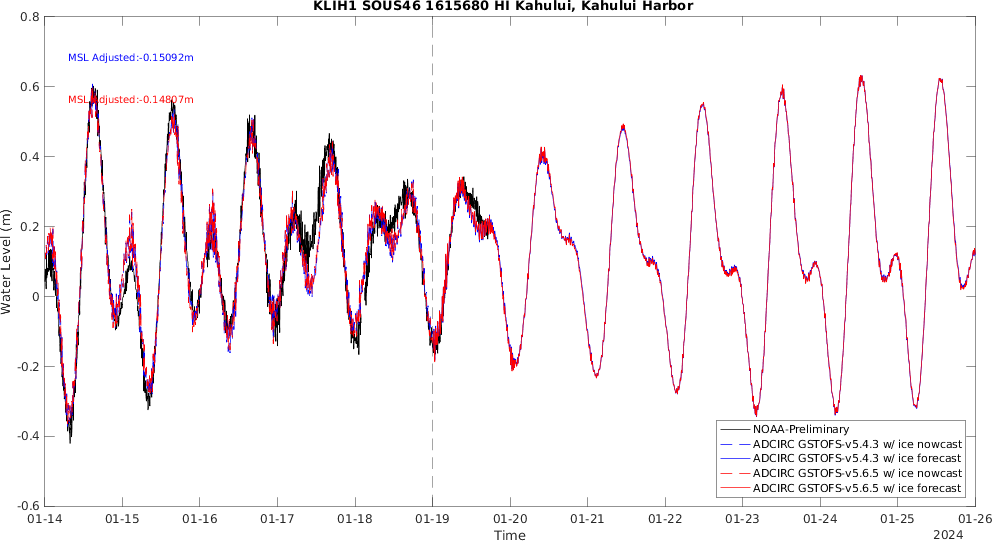 KLIH1 SOUS46 1615680 HI Kahului, Kahului Harbor
MSL Adjusted:-0.15092m
MSL Adjusted:-0.14807m
Water Level (m)
0.8
0.6
0.4
0.2
0
-0.2
-0.4
-0.6
NOAA-Preliminary
ADCIRC GSTOFS-v5.4.3 w/ ice nowcast
ADCIRC GSTOFS-v5.4.3 w/ ice forecast
ADCIRC GSTOFS-v5.6.5 w/ ice nowcast
ADCIRC GSTOFS-v5.6.5 w/ ice forecast
01-14 01-15 01-16 01-17 01-18 01-19 01-20 01-21 01-22 01-23 01-24 01-25 01-26
Time
2024